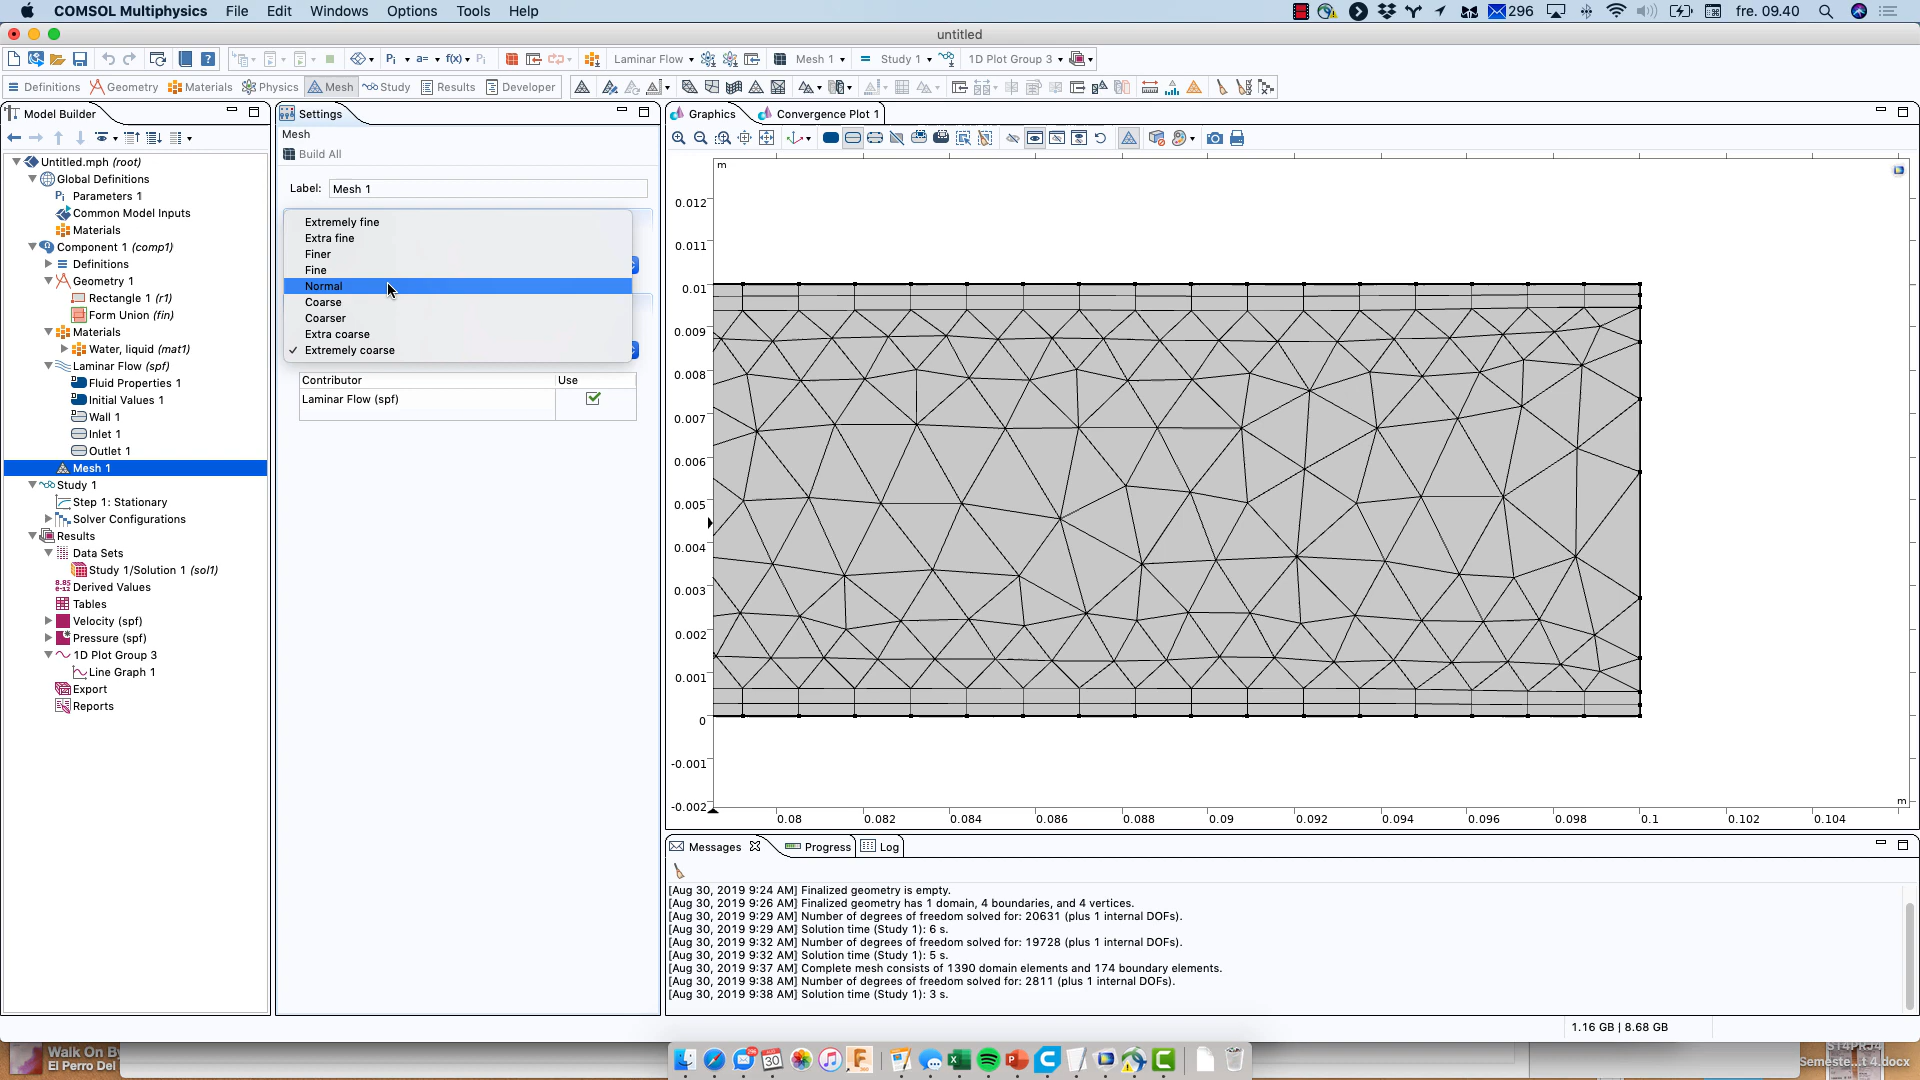 COMSOL Multiphysics File Edit Windows Options Tools Help 296 fre. 09.40
untitled
Pi a= f(x) Pi Laminar Flow Mesh 1 = Study 1 1D Plot Group 3
Definitions Geometry Materials Physics Mesh Study Results Developer
Model Builder
Untitled.mph (root)
Global Definitions
Pi Parameters 1
Common Model Inputs
Materials
Component 1 (comp1)
Definitions
Geometry 1
Rectangle 1 (r1)
Form Union (fin)
Materials
Water, liquid (mat1)
Laminar Flow (spf)
Fluid Properties 1
Initial Values 1
Wall 1
Inlet 1
Outlet 1
Mesh 1
Study 1
Step 1: Stationary
Solver Configurations
Results
Data Sets
Study 1/Solution 1 (sol1)
8.85
e-12
Derived Values
Tables
Velocity (spf)
Pressure (spf)
1D Plot Group 3
Line Graph 1
Export
Reports
Settings
Mesh
Build All
Label: Mesh 1
Extremely fine
Extra fine
Finer
Fine
Normal
Coarse
Coarser
Extra coarse
✓ Extremely coarse
Contributor Use
Laminar Flow (spf)
Graphics Convergence Plot 1
m
0.012
0.011
0.01
0.009
0.008
0.007
0.006
0.005
0.004
0.003
0.002
0.001
0
-0.001
-0.002
m
0.08 0.082 0.084 0.086 0.088 0.09 0.092 0.094 0.096 0.098 0.1 0.102 0.104
Messages Progress Log
[Aug 30, 2019 9:24 AM] Finalized geometry is empty.
[Aug 30, 2019 9:26 AM] Finalized geometry has 1 domain, 4 boundaries, and 4 vertices.
[Aug 30, 2019 9:29 AM] Number of degrees of freedom solved for: 20631 (plus 1 internal DOFs).
[Aug 30, 2019 9:29 AM] Solution time (Study 1): 6 s.
[Aug 30, 2019 9:32 AM] Number of degrees of freedom solved for: 19728 (plus 1 internal DOFs).
[Aug 30, 2019 9:32 AM] Solution time (Study 1): 5 s.
[Aug 30, 2019 9:37 AM] Complete mesh consists of 1390 domain elements and 174 boundary elements.
[Aug 30, 2019 9:38 AM] Number of degrees of freedom solved for: 2811 (plus 1 internal DOFs).
[Aug 30, 2019 9:38 AM] Solution time (Study 1): 3 s.
1.16 GB | 8.68 GB
Walk On By
El Perro Del
30
Semeste...t 4.docx